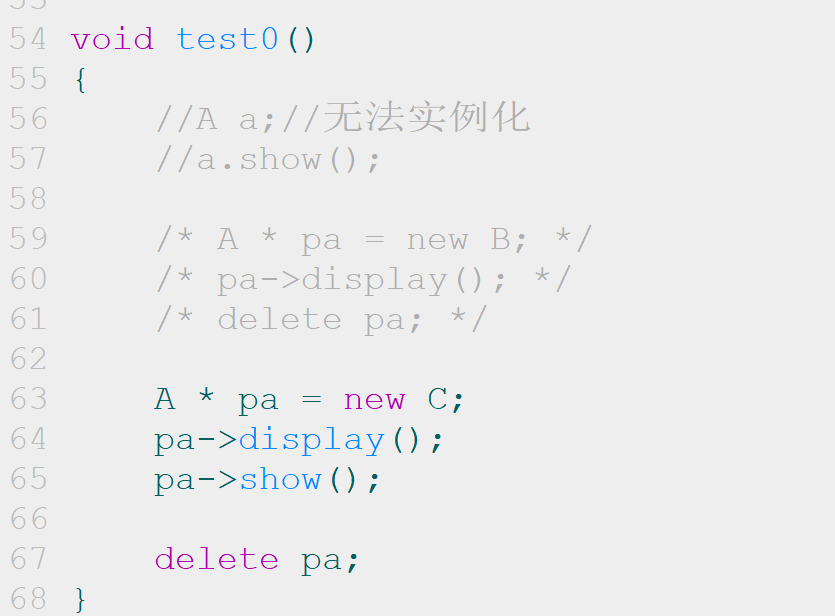 53
54 void test0()
55 {
56     //A a;//无法实例化
57     //a.show();
58
59     /* A * pa = new B; */
60     /* pa->display(); */
61     /* delete pa; */
62
63     A * pa = new C;
64     pa->display();
65     pa->show();
66
67     delete pa;
68 }